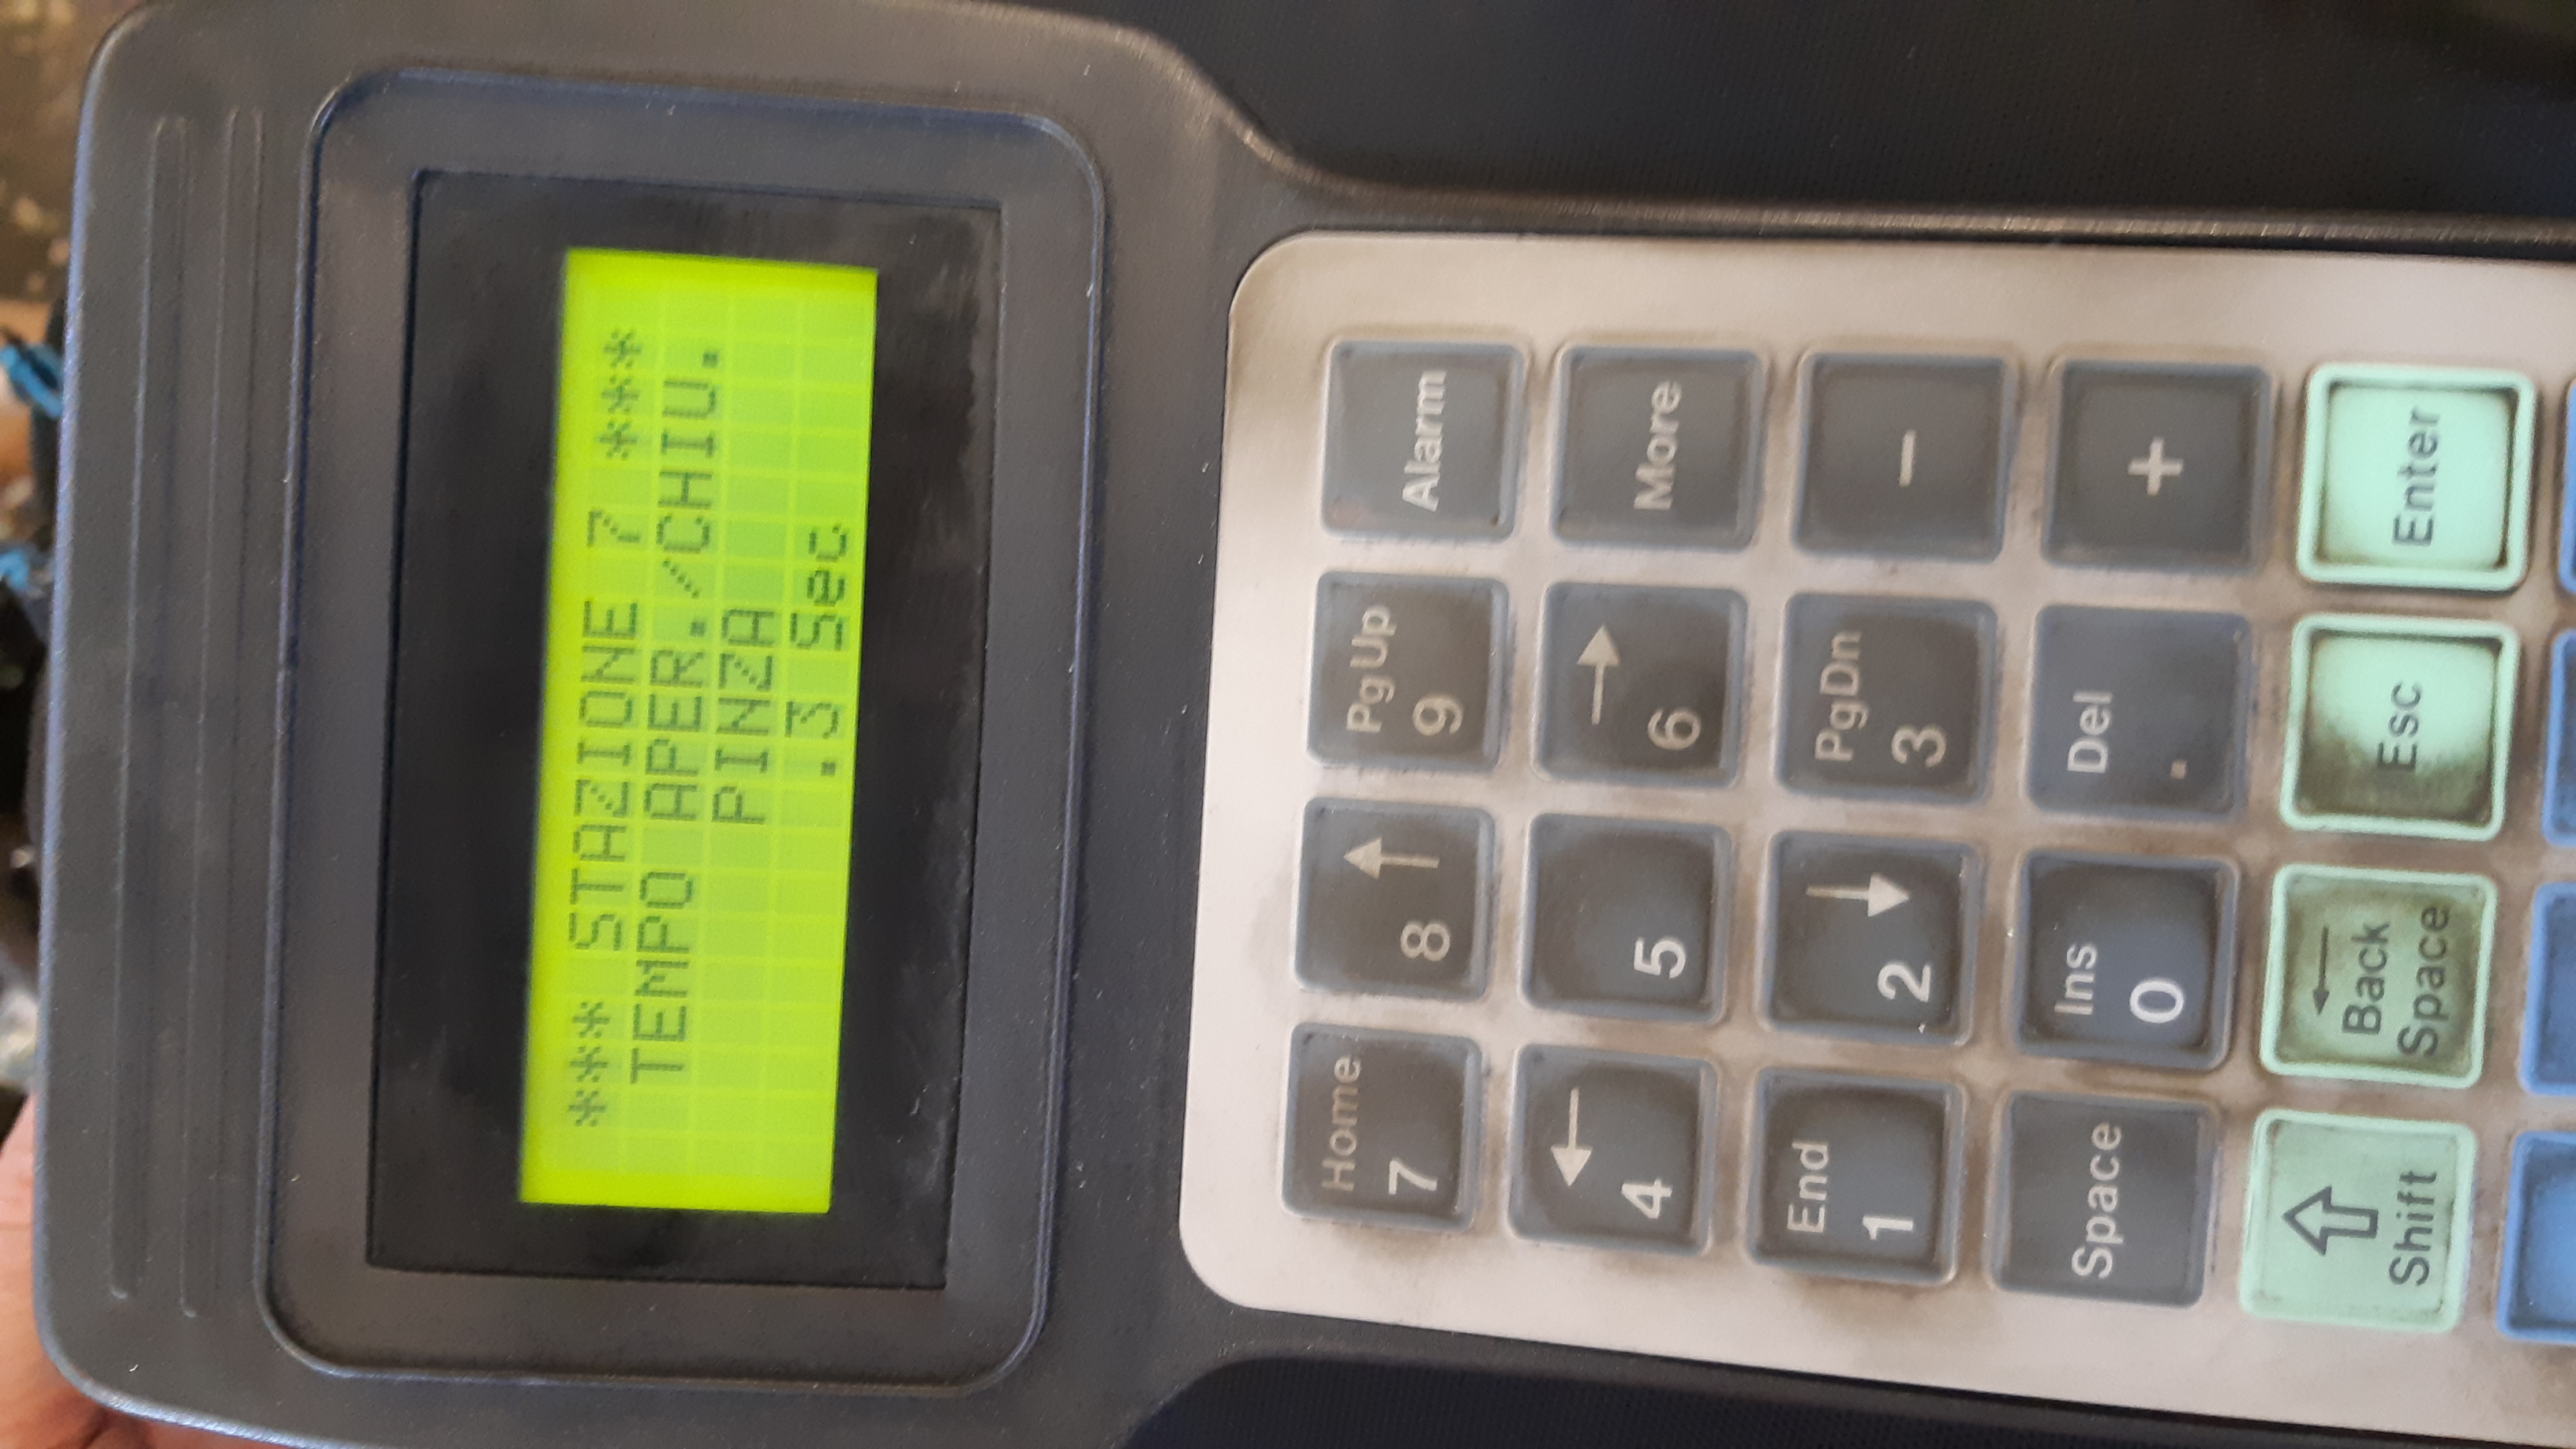 *** STAZIONE 7 ***
TEMPO APER./CHIU.
PINZA
.3 Sec
Home
7
8
PgUp
9
Alarm
4
5
6
More
End
1
2
PgDn
3
-
Space
Ins
0
Del
.
+
Shift
Back
Space
Esc
Enter